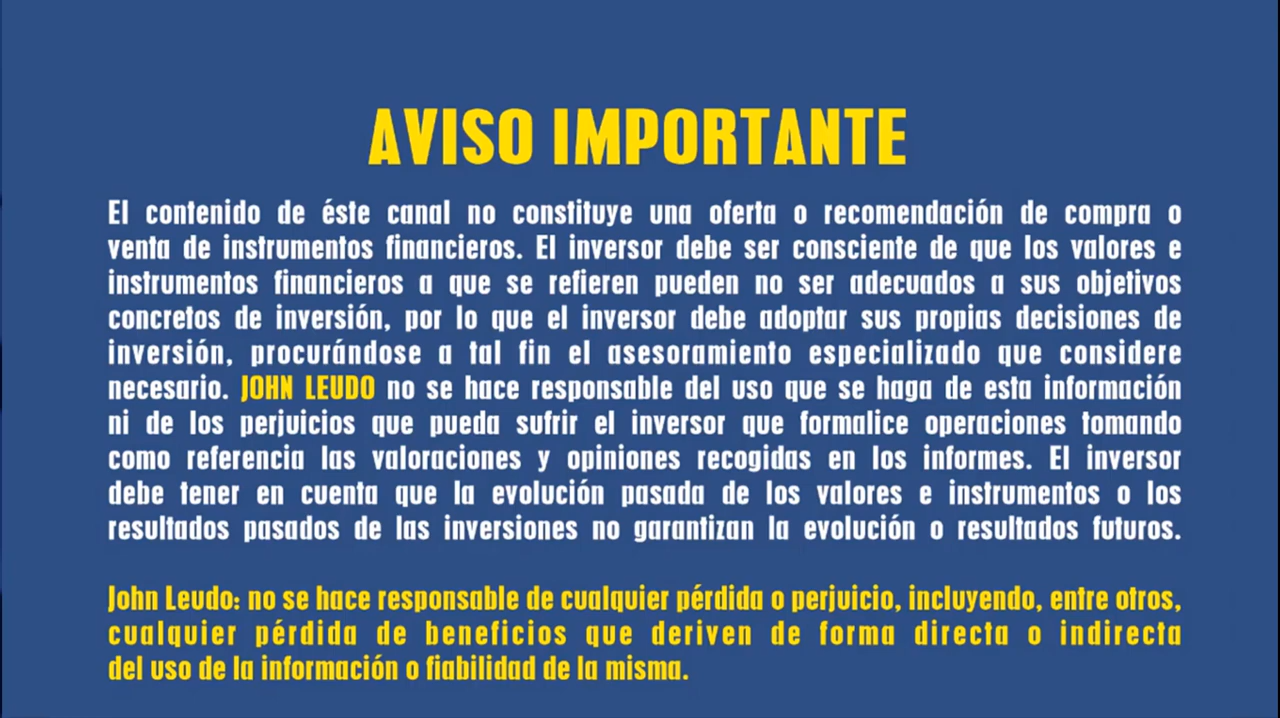 AVISO IMPORTANTE
El contenido de éste canal no constituye una oferta o recomendación de compra o
venta de instrumentos financieros. El inversor debe ser consciente de que los valores e
instrumentos financieros a que se refieren pueden no ser adecuados a sus objetivos
concretos de inversión, por lo que el inversor debe adoptar sus propias decisiones de
inversión, procurándose a tal fin el asesoramiento especializado que considere
necesario. JOHN LEUDO no se hace responsable del uso que se haga de esta información
ni de los perjuicios que pueda sufrir el inversor que formalice operaciones tomando
como referencia las valoraciones y opiniones recogidas en los informes. El inversor
debe tener en cuenta que la evolución pasada de los valores e instrumentos o los
resultados pasados de las inversiones no garantizan la evolución o resultados futuros.
John Leudo: no se hace responsable de cualquier pérdida o perjuicio, incluyendo, entre otros,
cualquier pérdida de beneficios que deriven de forma directa o indirecta
del uso de la información o fiabilidad de la misma.